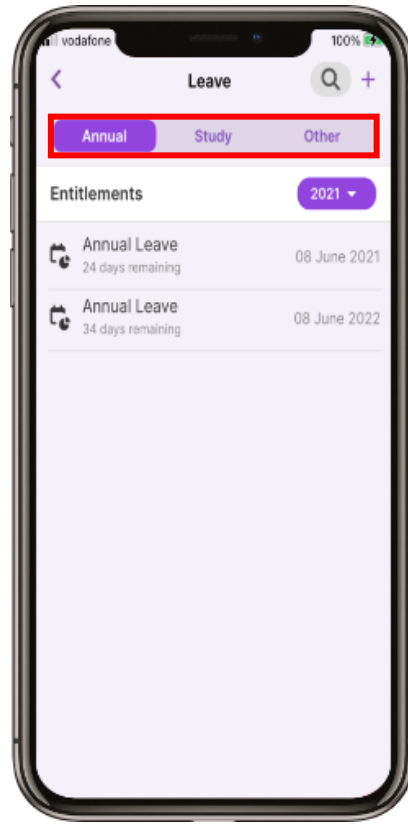 vodafone 100%
Leave
Annual Study Other
Entitlements 2021
Annual Leave
24 days remaining 08 June 2021
Annual Leave
34 days remaining 08 June 2022